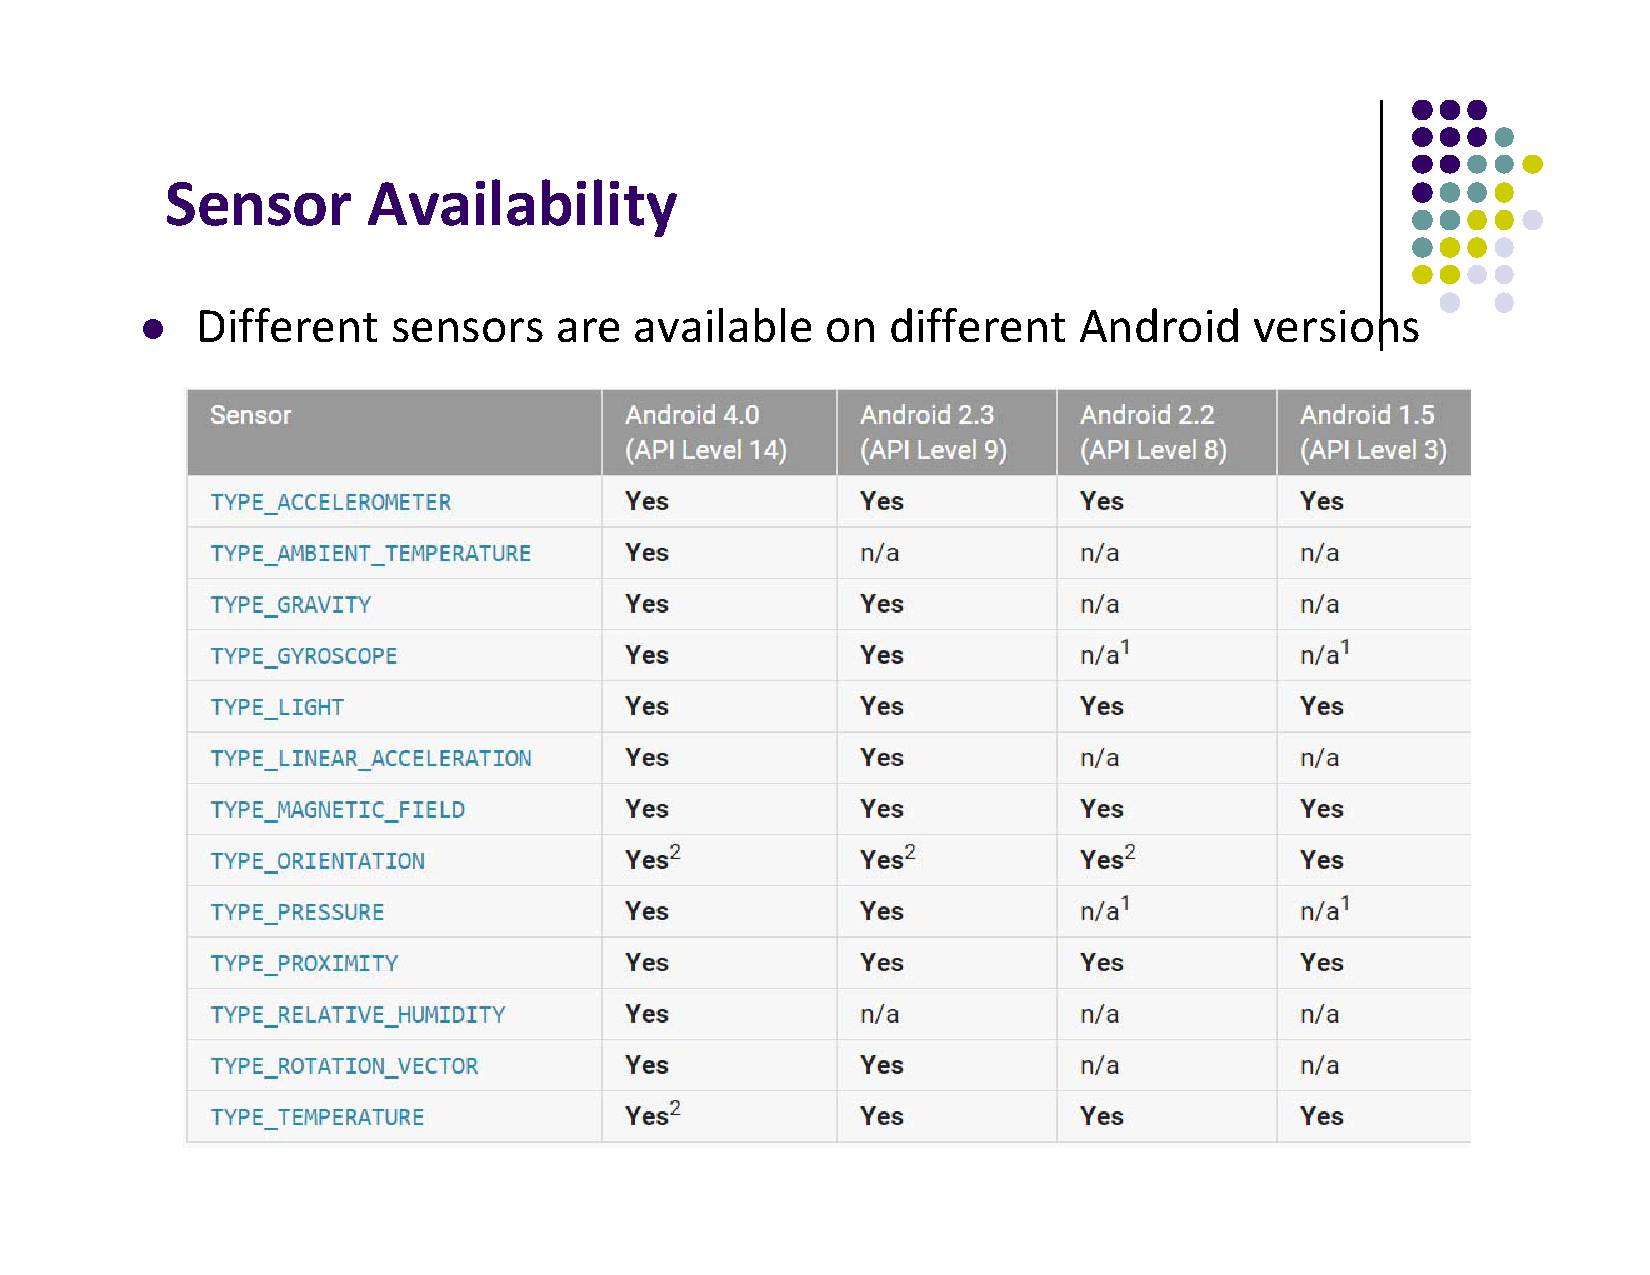 Sensor Availability
Different sensors are available on different Android versions
Sensor Android 4.0 (API Level 14) Android 2.3 (API Level 9) Android 2.2 (API Level 8) Android 1.5 (API Level 3)
TYPE_ACCELEROMETER Yes Yes Yes Yes
TYPE_AMBIENT_TEMPERATURE Yes n/a n/a n/a
TYPE_GRAVITY Yes Yes n/a n/a
TYPE_GYROSCOPE Yes Yes n/a¹ n/a¹
TYPE_LIGHT Yes Yes Yes Yes
TYPE_LINEAR_ACCELERATION Yes Yes n/a n/a
TYPE_MAGNETIC_FIELD Yes Yes Yes Yes
TYPE_ORIENTATION Yes² Yes² Yes² Yes
TYPE_PRESSURE Yes Yes n/a¹ n/a¹
TYPE_PROXIMITY Yes Yes Yes Yes
TYPE_RELATIVE_HUMIDITY Yes n/a n/a n/a
TYPE_ROTATION_VECTOR Yes Yes n/a n/a
TYPE_TEMPERATURE Yes² Yes Yes Yes